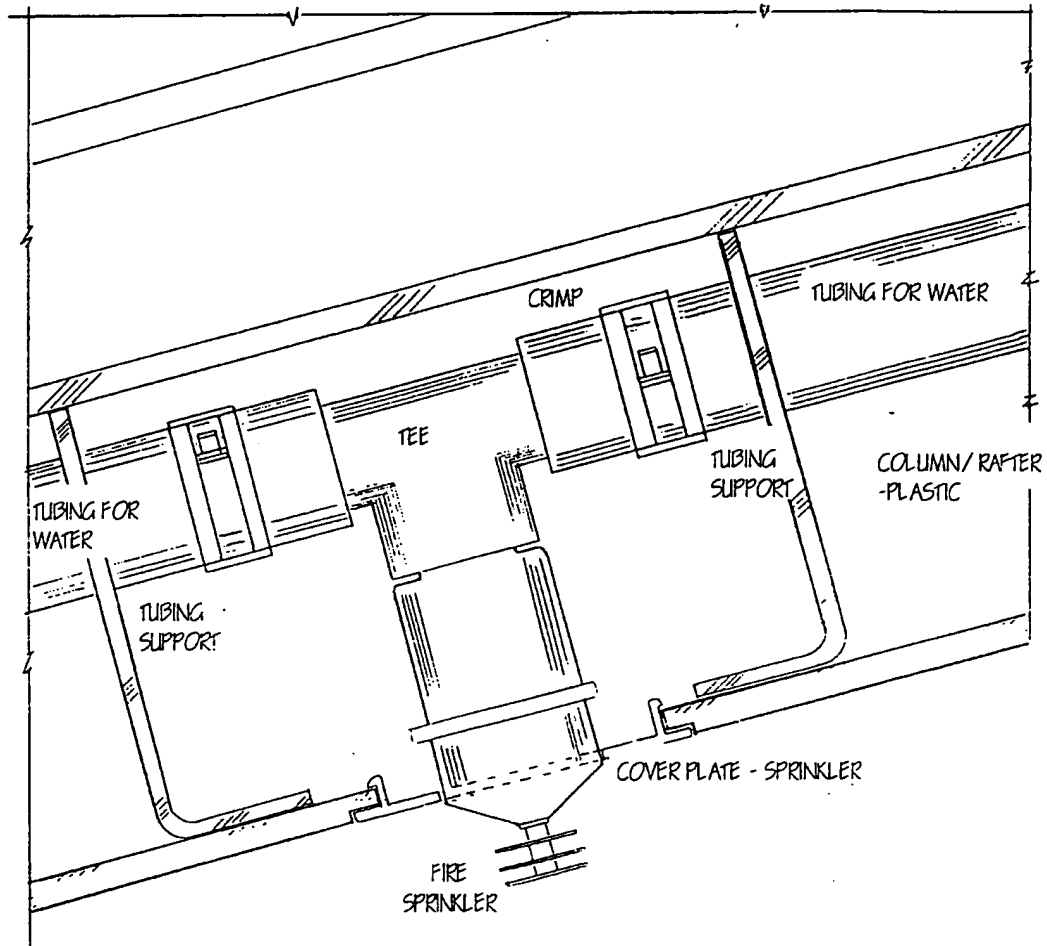 CRIMP
TUBING FOR WATER
TEE
TUBING
SUPPORT
COLUMN/RAFTER
-PLASTIC
TUBING FOR
WATER
TUBING
SUPPORT
COVER PLATE - SPRINKLER
FIRE
SPRINKLER